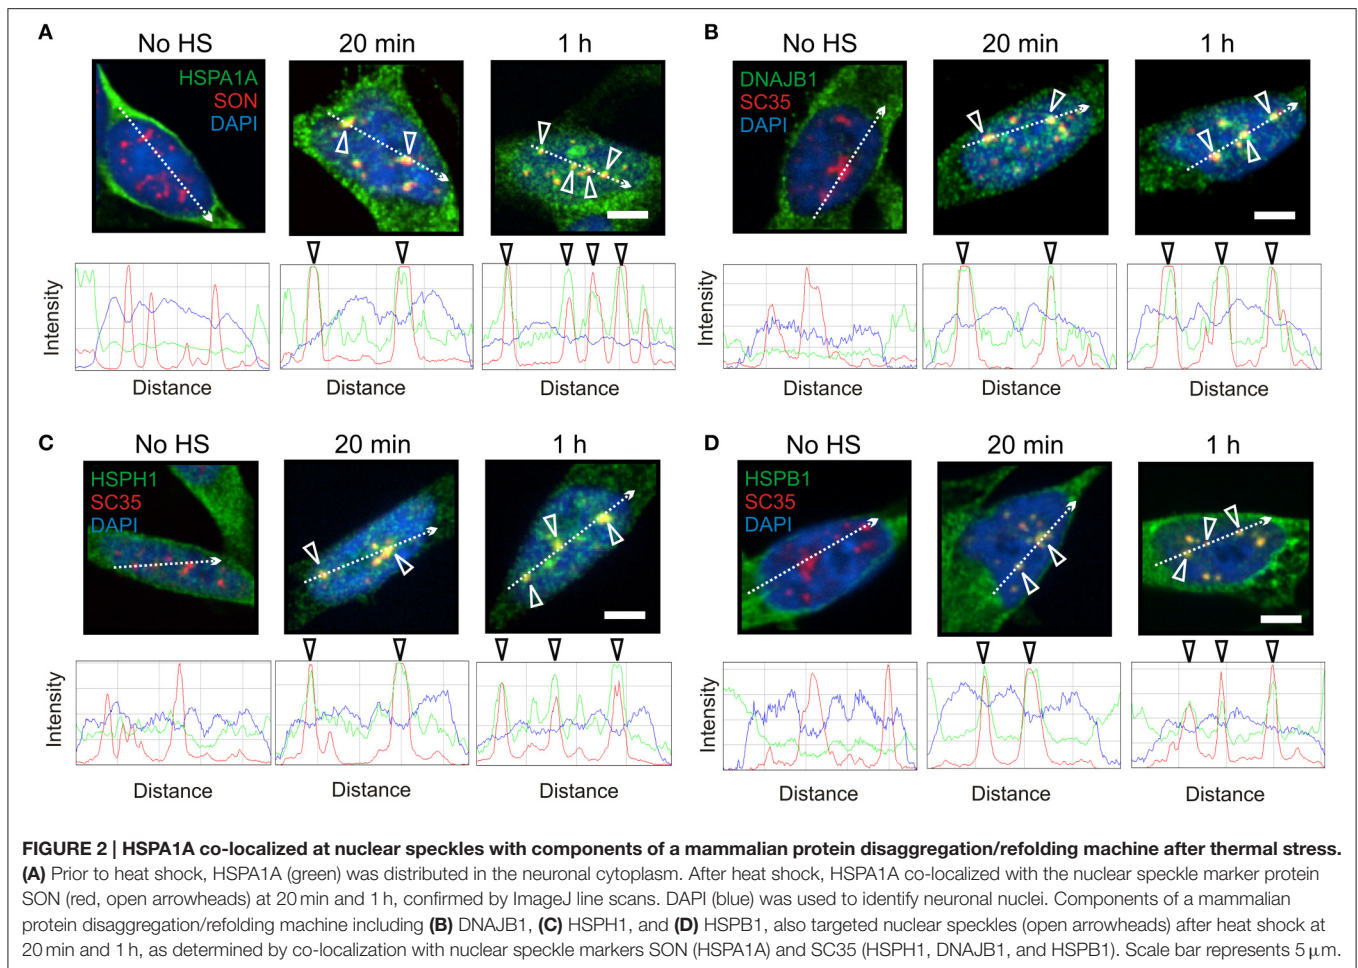 A
No HS
20 min
1 h
HSPA1A
SON
DAPI
Intensity
Distance
Distance
Distance
B
No HS
20 min
1 h
DNAJB1
SC35
DAPI
Intensity
Distance
Distance
Distance
C
No HS
20 min
1 h
HSPH1
SC35
DAPI
Intensity
Distance
Distance
Distance
D
No HS
20 min
1 h
HSPB1
SC35
DAPI
Intensity
Distance
Distance
Distance
FIGURE 2 | HSPA1A co-localized at nuclear speckles with components of a mammalian protein disaggregation/refolding machine after thermal stress.
(A) Prior to heat shock, HSPA1A (green) was distributed in the neuronal cytoplasm. After heat shock, HSPA1A co-localized with the nuclear speckle marker protein
SON (red, open arrowheads) at 20 min and 1 h, confirmed by ImageJ line scans. DAPI (blue) was used to identify neuronal nuclei. Components of a mammalian
protein disaggregation/refolding machine including (B) DNAJB1, (C) HSPH1, and (D) HSPB1, also targeted nuclear speckles (open arrowheads) after heat shock at
20 min and 1 h, as determined by co-localization with nuclear speckle markers SON (HSPA1A) and SC35 (HSPH1, DNAJB1, and HSPB1). Scale bar represents 5 μm.